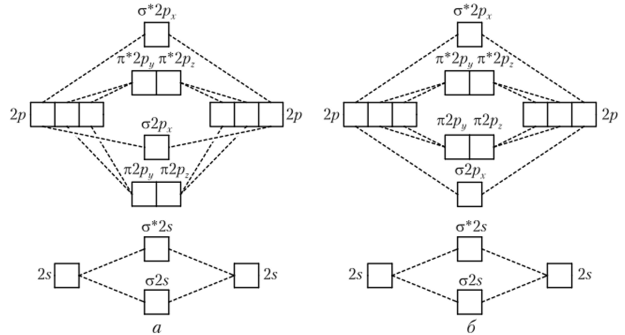 σ*2pₓ σ*2pₓ
π*2p_y π*2p_z π*2p_y π*2p_z
2p 2p 2p 2p
σ2pₓ π2p_y π2p_z
π2p_y π2p_z σ2pₓ
σ*2s σ*2s
2s 2s 2s 2s
σ2s σ2s
а б